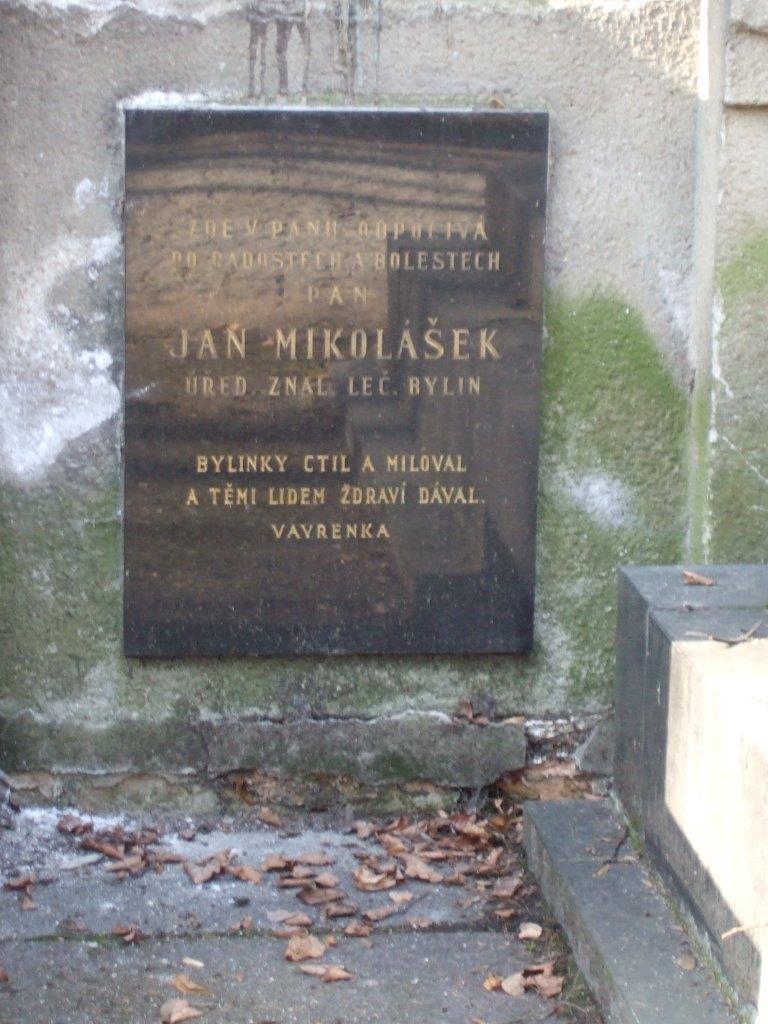 ZDE V PÁNU ODPOČÍVÁ
PO RADOSTECH A BOLESTECH
PAN
JAN MIKOLÁŠEK
ÚŘED. ZNAL. LÉČ. BYLIN
BYLINKY CTIL A MILOVAL
A TĚMI LIDEM ZDRAVÍ DÁVAL.
VAVRENKA